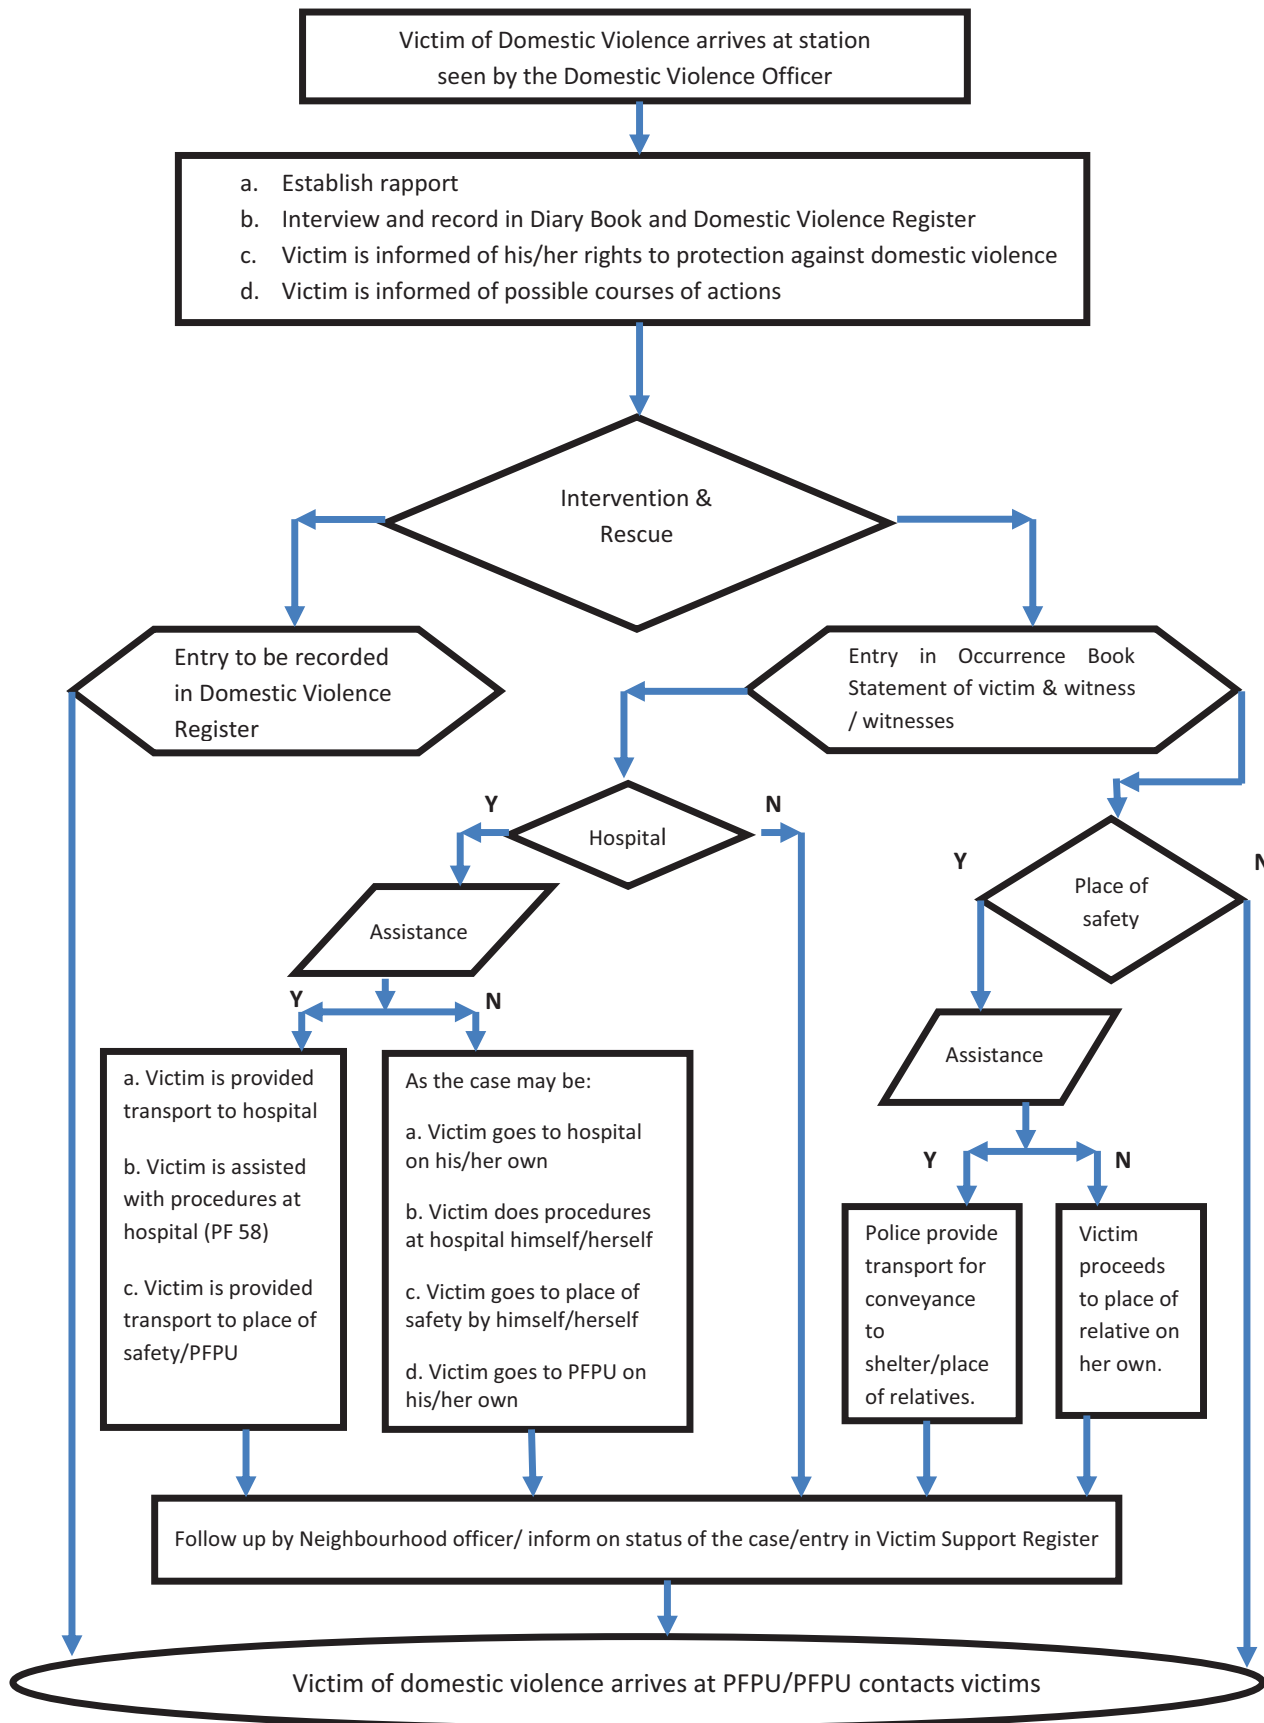 Victim of Domestic Violence arrives at station
seen by the Domestic Violence Officer
a. Establish rapport
b. Interview and record in Diary Book and Domestic Violence Register
c. Victim is informed of his/her rights to protection against domestic violence
d. Victim is informed of possible courses of actions
Intervention &
Rescue
Entry to be recorded
in Domestic Violence
Register
Entry in Occurrence Book
Statement of victim & witness
/ witnesses
Y
Hospital
N
Y
Place of
safety
N
Assistance
Y
N
Assistance
Y
N
a. Victim is provided
transport to hospital
b. Victim is assisted
with procedures at
hospital (PF 58)
c. Victim is provided
transport to place of
safety/PFPU
As the case may be:
a. Victim goes to hospital
on his/her own
b. Victim does procedures
at hospital himself/herself
c. Victim goes to place of
safety by himself/herself
d. Victim goes to PFPU on
his/her own
Police provide
transport for
conveyance
to
shelter/place
of relatives.
Victim
proceeds
to place of
relative on
her own.
Follow up by Neighbourhood officer/ inform on status of the case/entry in Victim Support Register
Victim of domestic violence arrives at PFPU/PFPU contacts victims